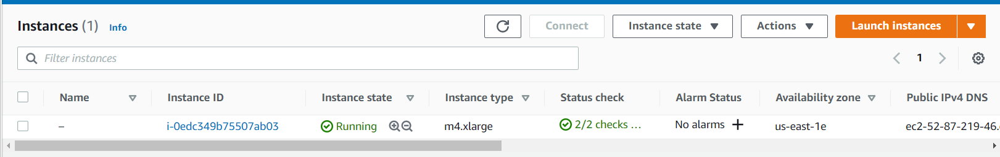 Instances (1) Info Connect Instance state Actions Launch instances
Filter instances 1
Name Instance ID Instance state Instance type Status check Alarm Status Availability zone Public IPv4 DNS
– i-0edc349b75507ab03 Running m4.xlarge 2/2 checks ... No alarms + us-east-1e ec2-52-87-219-46.